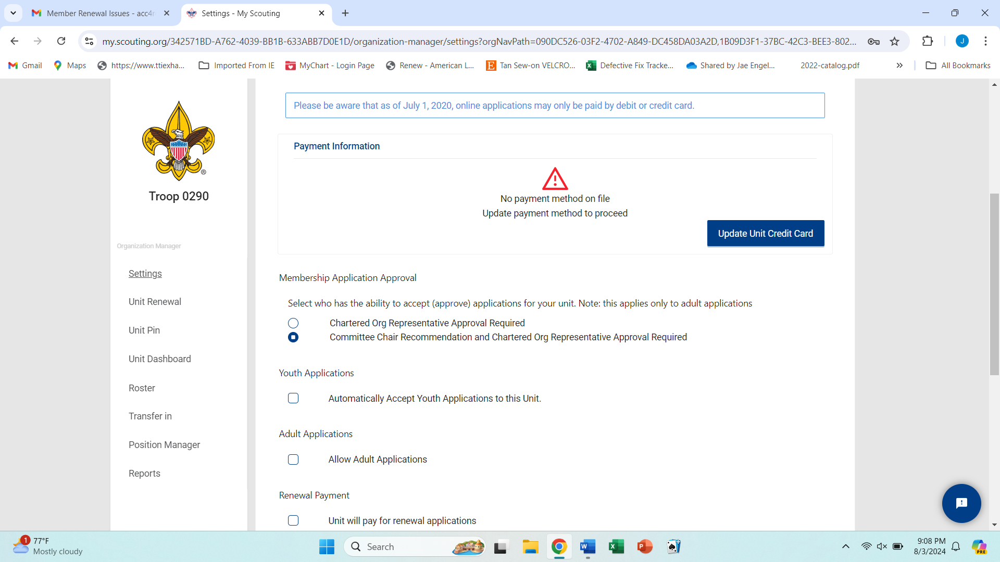 Member Renewal Issues - acc4r
Settings - My Scouting
my.scouting.org/342571BD-A762-4039-BB1B-633ABB7D0E1D/organization-manager/settings?orgNavPath=090DC526-03F2-4702-A849-DC458DA03A2D,1B09D3F1-37BC-42C3-BEE3-802...
J
Gmail
Maps
https://www.ttiexha...
Imported From IE
MyChart - Login Page
Renew - American L...
Tan Sew-on VELCRO...
Defective Fix Tracke...
Shared by Jae Engel...
2022-catalog.pdf
All Bookmarks
Troop 0290
Organization Manager
Settings
Unit Renewal
Unit Pin
Unit Dashboard
Roster
Transfer in
Position Manager
Reports
Please be aware that as of July 1, 2020, online applications may only be paid by debit or credit card.
Payment Information
No payment method on file
Update payment method to proceed
Update Unit Credit Card
Membership Application Approval
Select who has the ability to accept (approve) applications for your unit. Note: this applies only to adult applications
Chartered Org Representative Approval Required
Committee Chair Recommendation and Chartered Org Representative Approval Required
Youth Applications
Automatically Accept Youth Applications to this Unit.
Adult Applications
Allow Adult Applications
Renewal Payment
Unit will pay for renewal applications
1
77°F
Mostly cloudy
Search
9:08 PM
8/3/2024
PRE